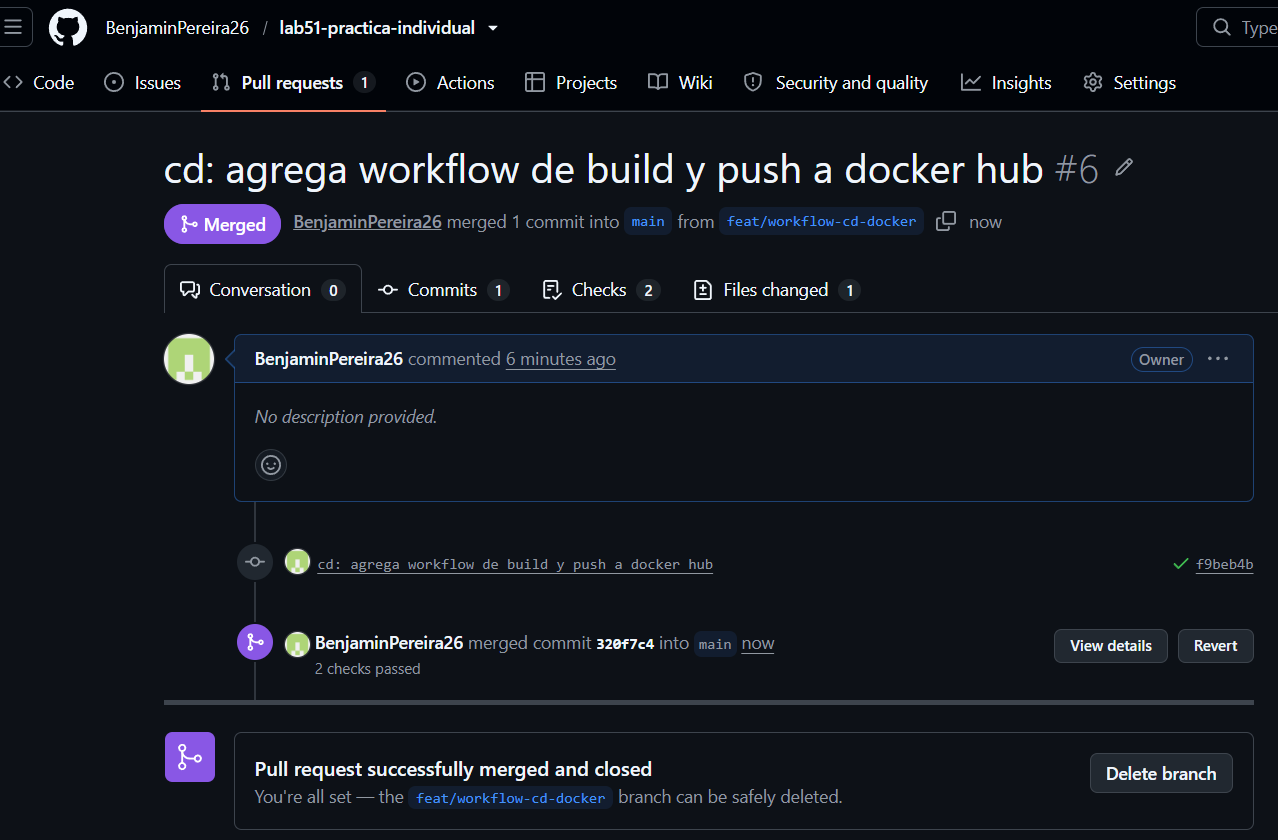 BenjaminPereira26 / lab51-practica-individual
Type
Code Issues Pull requests 1 Actions Projects Wiki Security and quality Insights Settings
cd: agrega workflow de build y push a docker hub #6
Merged BenjaminPereira26 merged 1 commit into main from feat/workflow-cd-docker now
Conversation 0 Commits 1 Checks 2 Files changed 1
BenjaminPereira26 commented 6 minutes ago Owner
No description provided.
cd: agrega workflow de build y push a docker hub f9beb4b
BenjaminPereira26 merged commit 320f7c4 into main now View details Revert
2 checks passed
Pull request successfully merged and closed
You're all set — the feat/workflow-cd-docker branch can be safely deleted. Delete branch